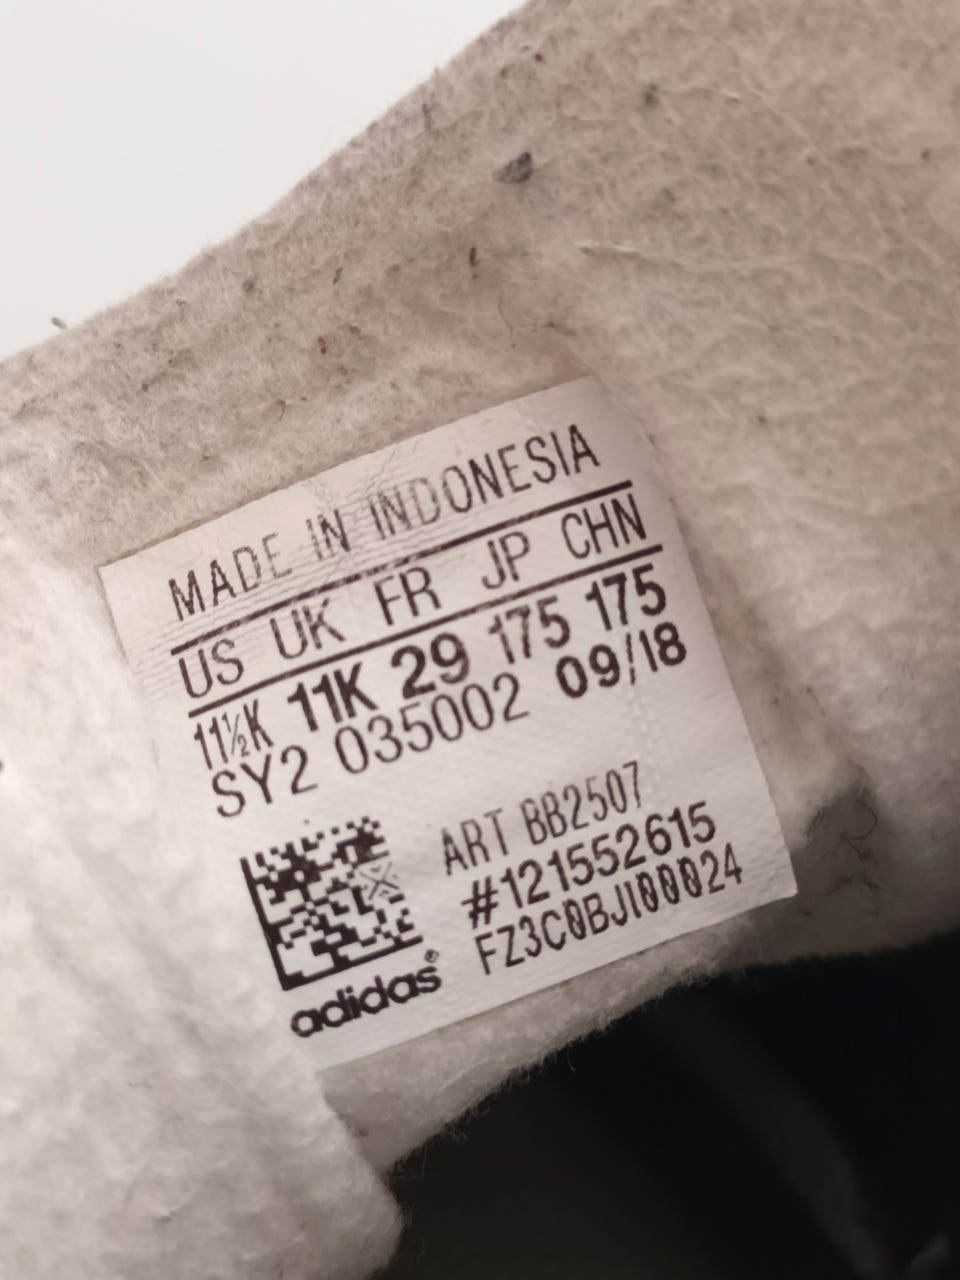 MADE IN INDONESIA
US UK FR JP CHN
11½K 11K 29 175 175
SY2 035002 09/18
ART BB2507
#121552615
FZ3C0BJI00024
adidas®